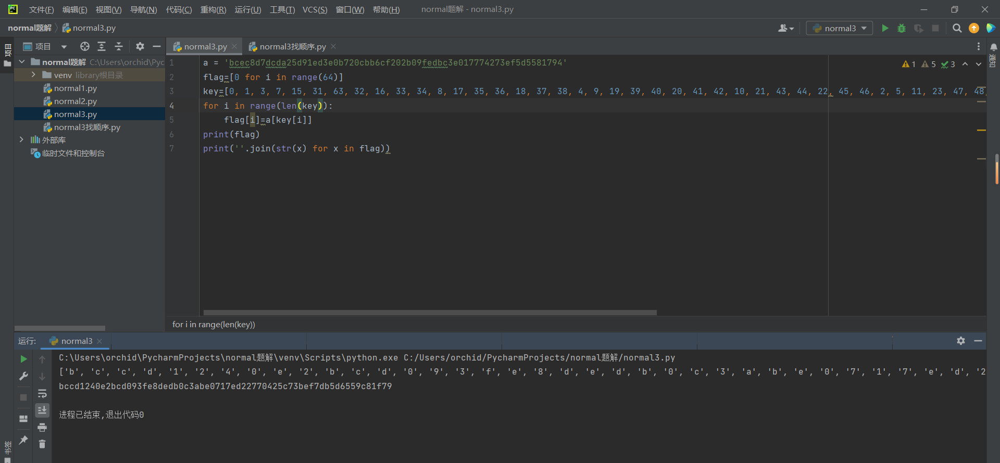 文件(F) 编辑(E) 视图(V) 导航(N) 代码(C) 重构(R) 运行(U) 工具(T) VCS(S) 窗口(W) 帮助(H) normal题解 - normal3.py
normal题解 normal3.py
normal3
项目
项目
normal3.py
normal3找顺序.py
通知
normal题解 C:\Users\orchid\Pyc
venv library根目录
normal1.py
normal2.py
normal3.py
normal3找顺序.py
外部库
临时文件和控制台
1 a = 'bcec8d7dcda25d91ed3e0b720cbb6cf202b09fedbc3e017774273ef5d5581794'
1 5 3
2 flag=[0 for i in range(64)]
3 key=[0, 1, 3, 7, 15, 31, 63, 32, 16, 33, 34, 8, 17, 35, 36, 18, 37, 38, 4, 9, 19, 39, 40, 20, 41, 42, 10, 21, 43, 44, 22, 45, 46, 2, 5, 11, 23, 47, 48,
4 for i in range(len(key)):
5 flag[i]=a[key[i]]
6 print(flag)
7 print(''.join(str(x) for x in flag))
for i in range(len(key))
运行: normal3
C:\Users\orchid\PycharmProjects\normal题解\venv\Scripts\python.exe C:/Users/orchid/PycharmProjects/normal题解/normal3.py
['b', 'c', 'c', 'd', '1', '2', '4', '0', 'e', '2', 'b', 'c', 'd', '0', '9', '3', 'f', 'e', '8', 'd', 'e', 'd', 'b', '0', 'c', '3', 'a', 'b', 'e', '0', '7', '1', '7', 'e', 'd', '2
bccd1240e2bcd093fe8dedb0c3abe0717ed22770425c73bef7db5d6559c81f79
进程已结束,退出代码0
书签